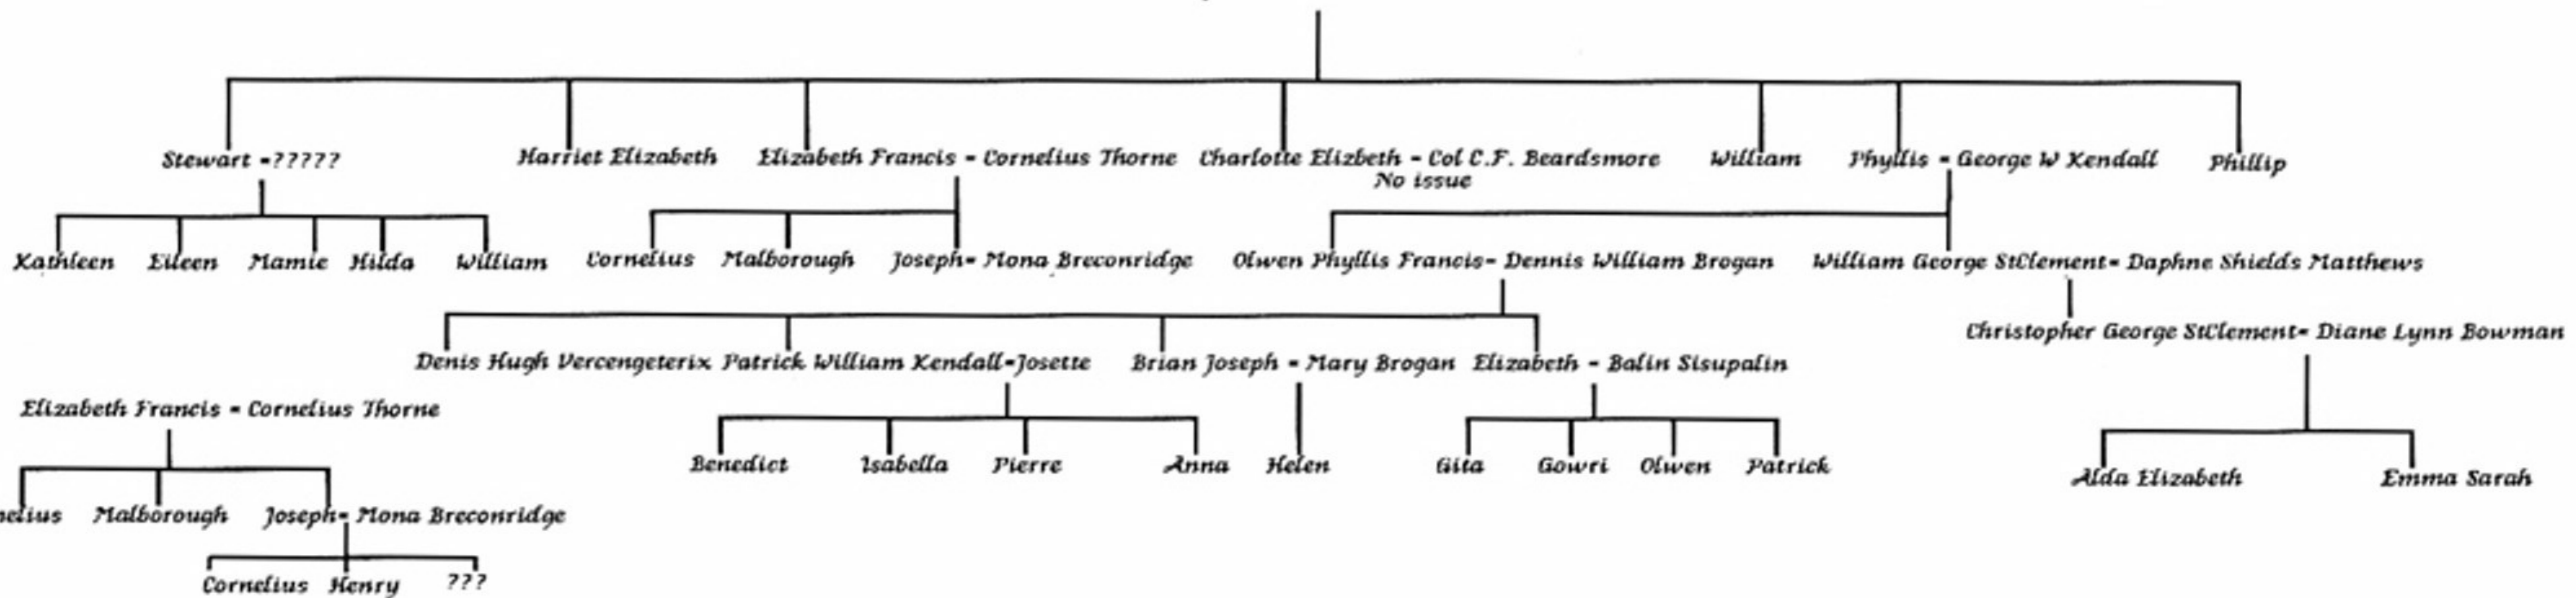 Stewart =????? Harriet Elizabeth Elizabeth Francis = Cornelius Thorne Charlotte Elizbeth = Col C.F. Beardsmore William Phyllis = George W Kendall Phillip
No issue
Kathleen Eileen Mamie Hilda William Cornelius Malborough Joseph= Mona Breconridge Olwen Phyllis Francis= Dennis William Brogan William George StClement= Daphne Shields Matthews
Christopher George StClement= Diane Lynn Bowman
Denis Hugh Vercengeterix Patrick William Kendall=Josette Brian Joseph = Mary Brogan Elizabeth = Balin Sisupalin
Elizabeth Francis = Cornelius Thorne
Benedict Isabella Pierre Anna Helen Gita Gowri Olwen Patrick
Alda Elizabeth Emma Sarah
nelius Malborough Joseph= Mona Breconridge
Cornelius Henry ???